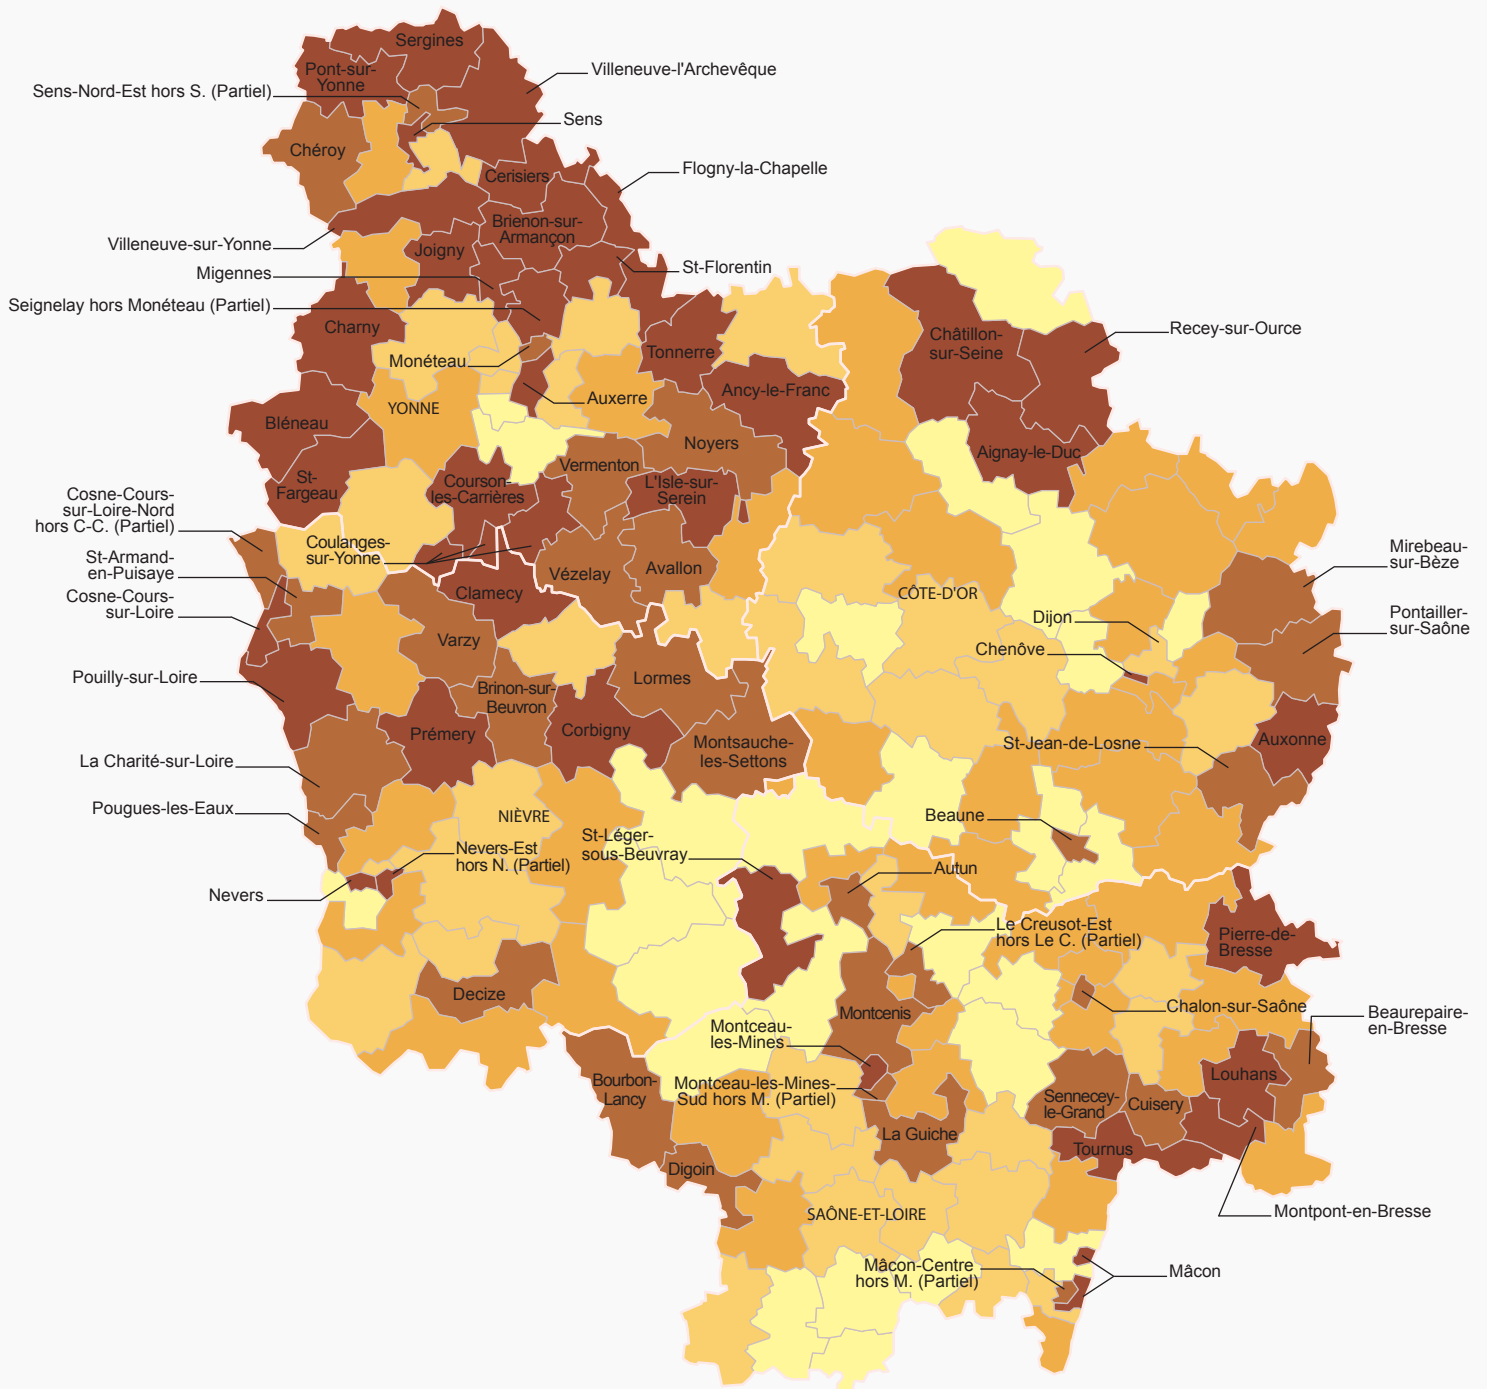 Sergines
Pont-sur-
Yonne
Villeneuve-l'Archevêque
Sens-Nord-Est hors S. (Partiel)
Sens
Chéroy
Flogny-la-Chapelle
Cerisiers
Brienon-sur-
Armançon
Villeneuve-sur-Yonne
Joigny
Migennes
St-Florentin
Seignelay hors Monéteau (Partiel)
Charny
Châtillon-
sur-Seine
Recey-sur-Ource
Monéteau
Tonnerre
Ancy-le-Franc
Auxerre
YONNE
Bléneau
Noyers
Aignay-le-Duc
Vermenton
St-
Fargeau
Courson-
les-Carrières
L'Isle-sur-
Serein
Cosne-Cours-
sur-Loire-Nord
hors C-C. (Partiel)
Coulanges-
sur-Yonne
St-Armand-
en-Puisaye
Vézelay
Avallon
Mirebeau-
sur-Bèze
Clamecy
CÔTE-D'OR
Cosne-Cours-
sur-Loire
Varzy
Dijon
Pontailler-
sur-Saône
Chenôve
Pouilly-sur-Loire
Lormes
Brinon-sur-
Beuvron
Prémery
Corbigny
Montsauche-
les-Settons
St-Jean-de-Losne
Auxonne
La Charité-sur-Loire
Pougues-les-Eaux
NIÈVRE
Beaune
St-Léger-
sous-Beuvray
Nevers-Est
hors N. (Partiel)
Autun
Nevers
Le Creusot-Est
hors Le C. (Partiel)
Pierre-de-
Bresse
Decize
Montcenis
Chalon-sur-Saône
Beaurepaire-
en-Bresse
Montceau-
les-Mines
Bourbon-
Lancy
Montceau-les-Mines-
Sud hors M. (Partiel)
Louhans
Sennecey-
le-Grand
Cuisery
La Guiche
Tournus
Digoin
SAÔNE-ET-LOIRE
Montpont-en-Bresse
Mâcon-Centre
hors M. (Partiel)
Mâcon